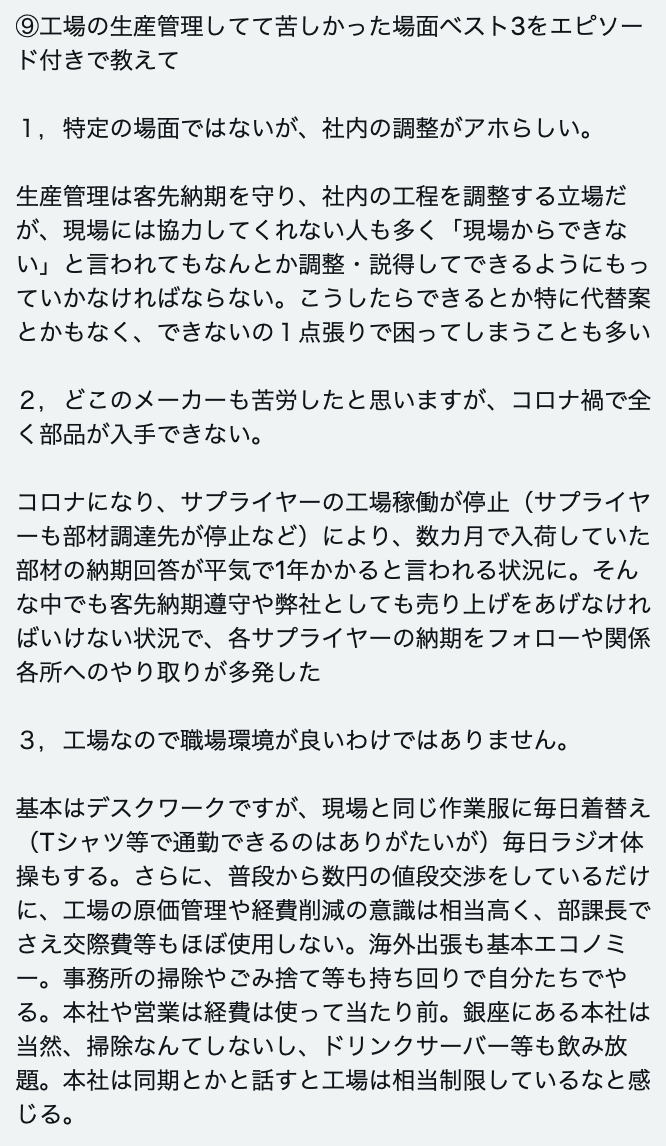 ⑨工場の生産管理してて苦しかった場面ベスト3をエピソー
ド付きで教えて
１，特定の場面ではないが、社内の調整がアホらしい。
生産管理は客先納期を守り、社内の工程を調整する立場だ
が、現場には協力してくれない人も多く「現場からできな
い」と言われてもなんとか調整・説得してできるようにもっ
ていかなければならない。こうしたらできるとか特に代替案
とかもなく、できないの１点張りで困ってしまうことも多い
２，どこのメーカーも苦労したと思いますが、コロナ禍で全
く部品が入手できない。
コロナになり、サプライヤーの工場稼働が停止（サプライヤ
ーも部材調達先が停止など）により、数カ月で入荷していた
部材の納期回答が平気で1年かかると言われる状況に。そん
な中でも客先納期遵守や弊社としても売り上げをあげなけれ
ばいけない状況で、各サプライヤーの納期をフォローや関係
各所へのやり取りが多発した
３，工場なので職場環境が良いわけではありません。
基本はデスクワークですが、現場と同じ作業服に毎日着替え
（Tシャツ等で通勤できるのはありがたいが）毎日ラジオ体
操もする。さらに、普段から数円の値段交渉をしているだけ
に、工場の原価管理や経費削減の意識は相当高く、部課長で
さえ交際費等もほぼ使用しない。海外出張も基本エコノミ
ー。事務所の掃除やごみ捨て等も持ち回りで自分たちでや
る。本社や営業は経費は使って当たり前。銀座にある本社は
当然、掃除なんてしないし、ドリンクサーバー等も飲み放
題。本社は同期とかと話すと工場は相当制限しているなと感
じる。